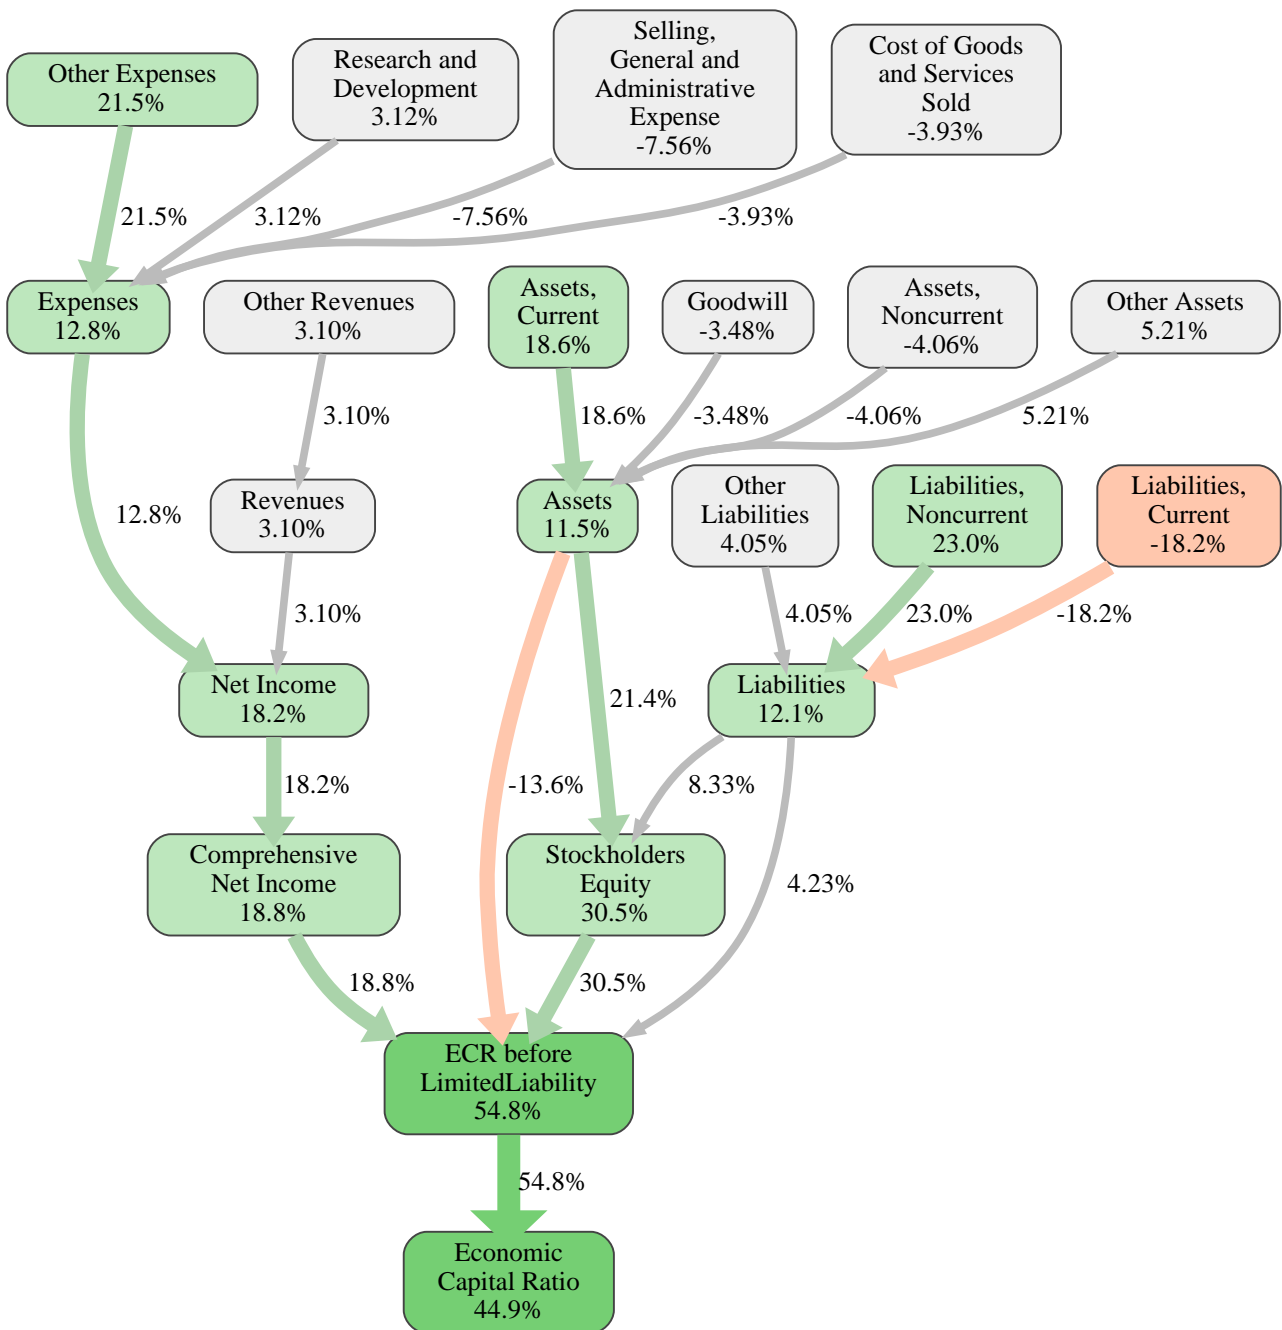 Other Expenses
21.5%
Research and
Development
3.12%
Selling,
General and
Administrative
Expense
-7.56%
Cost of Goods
and Services
Sold
-3.93%
21.5%
3.12%
-7.56%
-3.93%
Expenses
12.8%
Other Revenues
3.10%
Assets,
Current
18.6%
Goodwill
-3.48%
Assets,
Noncurrent
-4.06%
Other Assets
5.21%
3.10%
18.6%
-3.48%
-4.06%
5.21%
12.8%
Revenues
3.10%
Assets
11.5%
Other
Liabilities
4.05%
Liabilities,
Noncurrent
23.0%
Liabilities,
Current
-18.2%
3.10%
4.05%
23.0%
-18.2%
Net Income
18.2%
21.4%
Liabilities
12.1%
18.2%
-13.6%
8.33%
Comprehensive
Net Income
18.8%
Stockholders
Equity
30.5%
4.23%
18.8%
30.5%
ECR before
LimitedLiability
54.8%
54.8%
Economic
Capital Ratio
44.9%